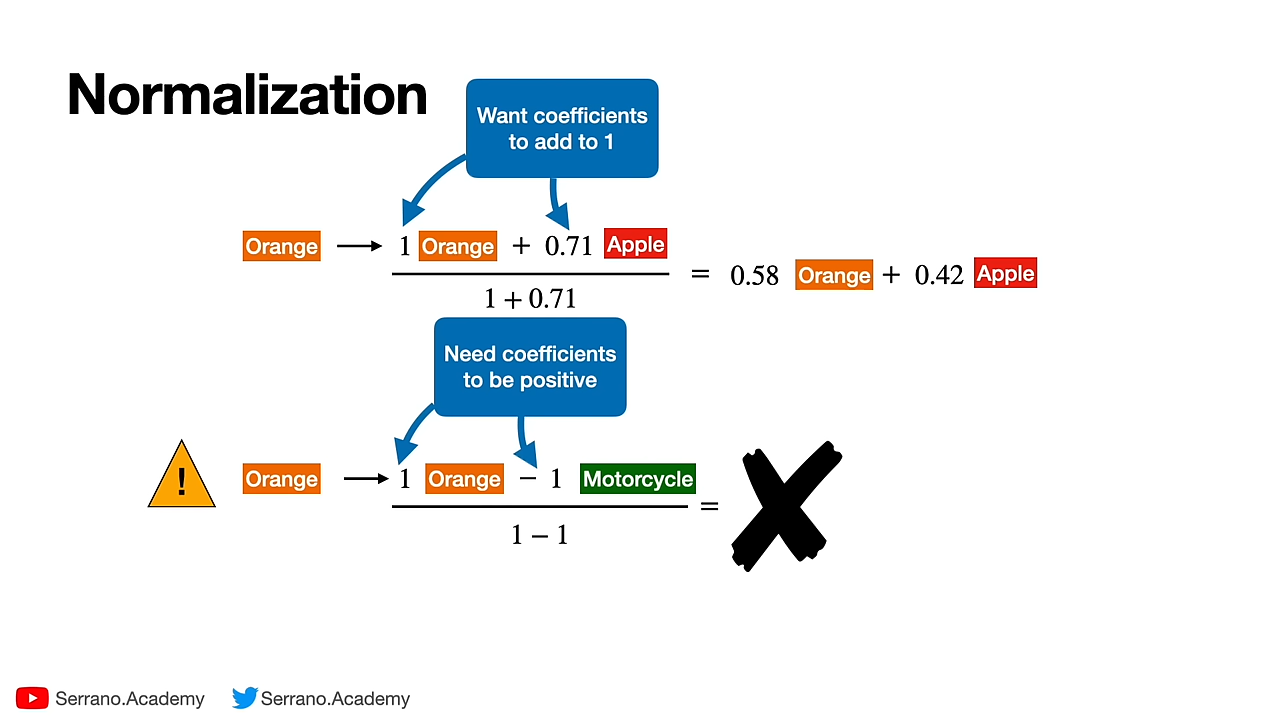 Normalization
Want coefficients
to add to 1
Orange → 1 Orange + 0.71 Apple
1 + 0.71
= 0.58 Orange + 0.42 Apple
Need coefficients
to be positive
! Orange → 1 Orange − 1 Motorcycle
1 − 1
=
Serrano.Academy Serrano.Academy